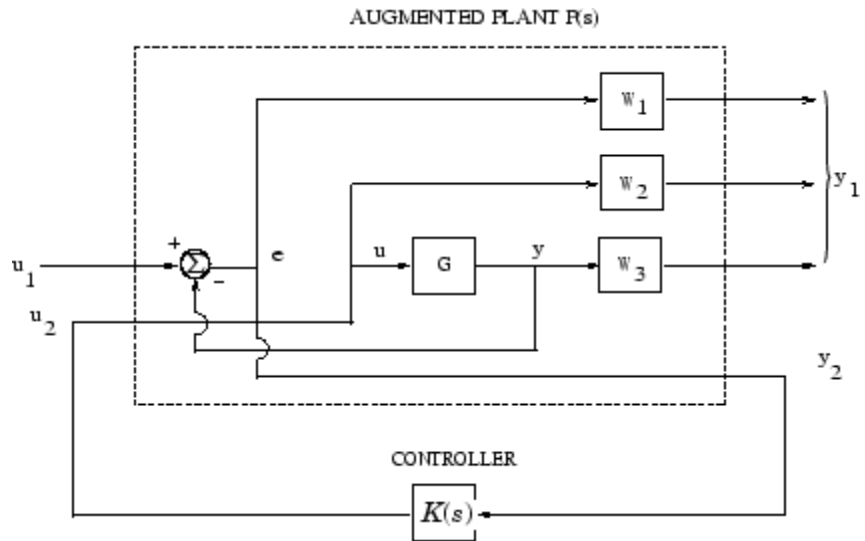 AUGMENTED PLANT P(s)
W1
W2
y1
+
Σ
e
u
G
y
W3
u1
−
u2
y2
CONTROLLER
K(s)